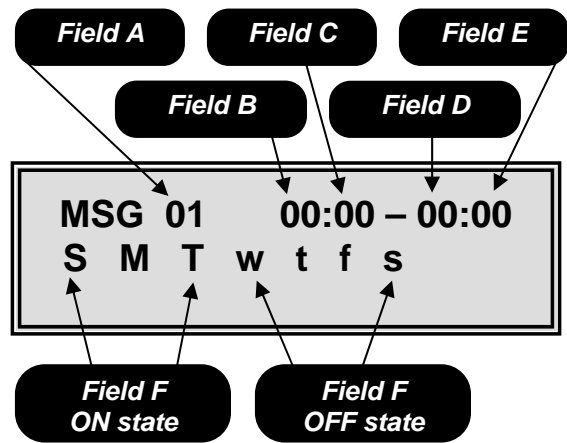 Field A
Field C
Field E
Field B
Field D
MSG 01 00:00 – 00:00
S M T w t f s
Field F
ON state
Field F
OFF state